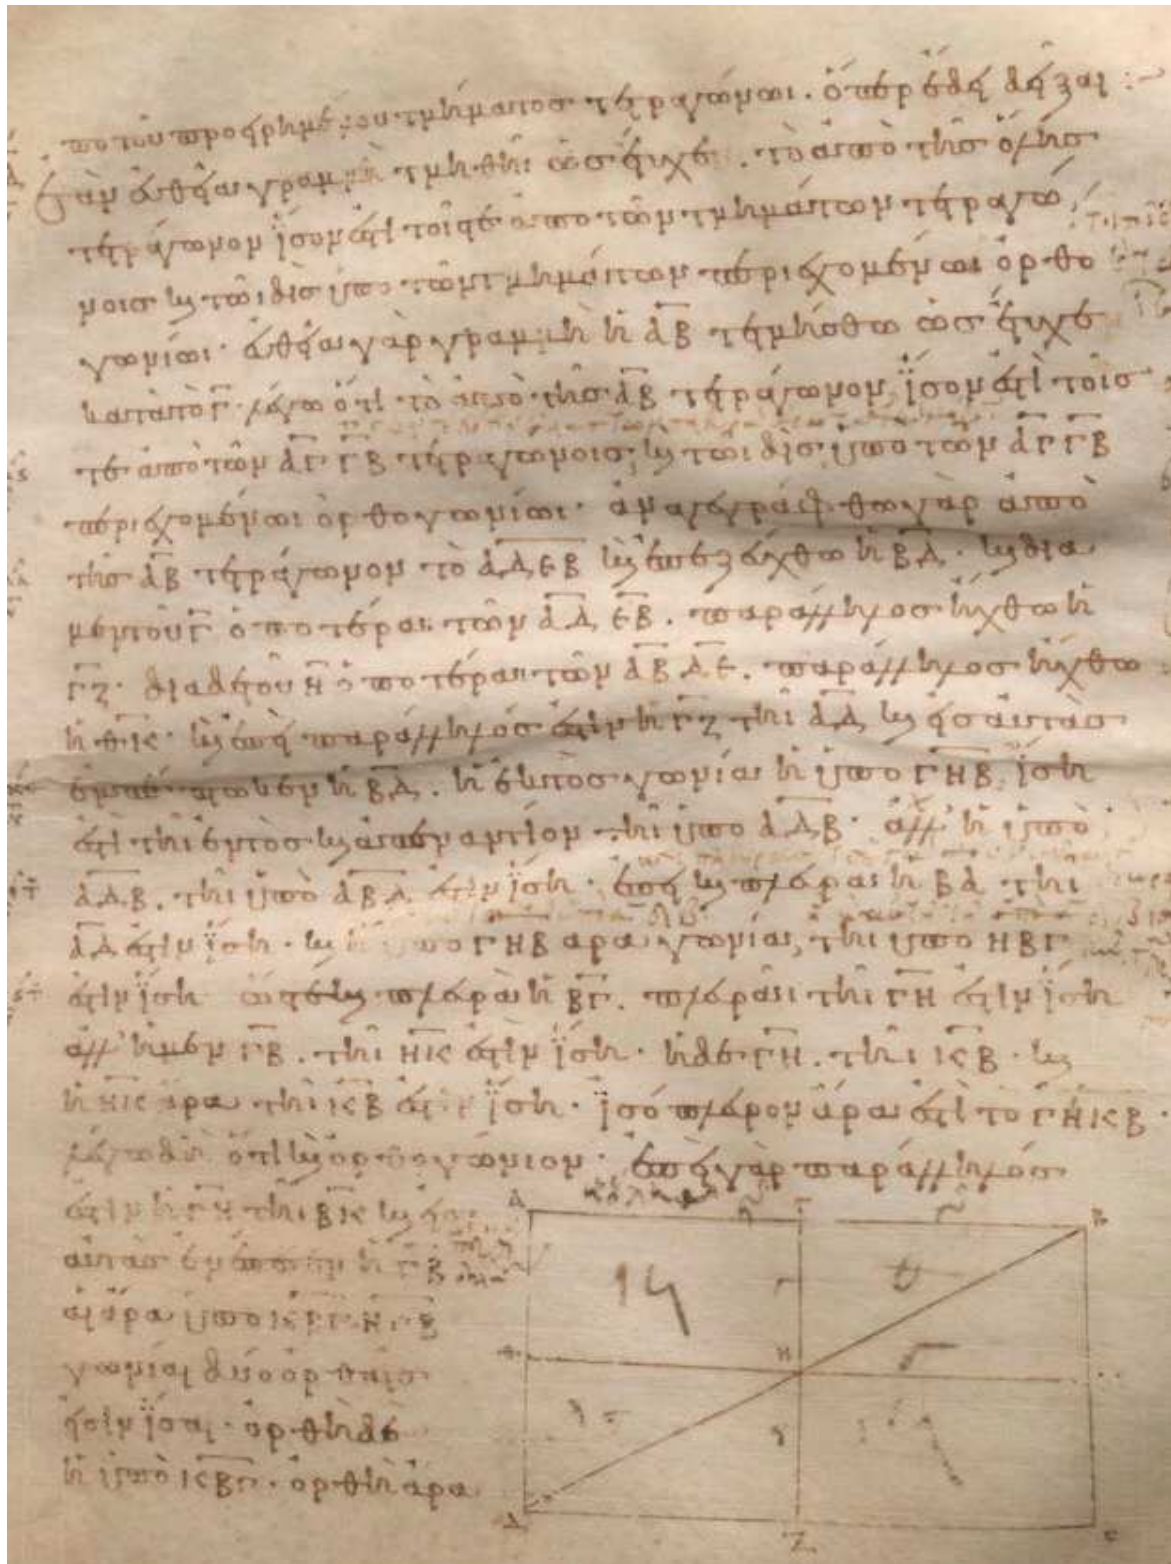 πο τοῦ προειρημένου τμήματος τετραγώνωι. ὅπερ ἔδει δεῖξαι :~
Ἐὰν εὐθεῖα γραμμὴ τμηθῆι ὡς ἔτυχε. τὸ ἀπὸ τῆς ὅλης
τετράγωνον ἴσον ἐστὶ τοῖς τε ἀπὸ τῶν τμημάτων τετραγώ
νοις καὶ τῶι δὶς ὑπὸ τῶν τμημάτων περιεχομένωι ὀρθο
γωνίωι· εὐθεῖα γὰρ γραμμὴ ἡ ΑΒ τετμήσθω ὡς ἔτυχε
κατὰ τὸ Γ· λέγω ὅτι τὸ ἀπὸ τῆς ΑΒ τετράγωνον ἴσον ἐστὶ τοῖς
τε ἀπὸ τῶν ΑΓ ΓΒ τετραγώνοις καὶ τῶι δὶς ὑπὸ τῶν ΑΓ ΓΒ
περιεχομένωι ὀρθογωνίωι· ἀναγεγράφθω γὰρ ἀπὸ
τῆς ΑΒ τετράγωνον τὸ ΑΔΕΒ καὶ ἐπεζεύχθω ἡ ΒΔ· καὶ διὰ
μὲν τοῦ Γ ὁποτέραι τῶν ΑΔ ΕΒ. παράλληλος ἤχθω ἡ
ΓΖ· διὰ δὲ τοῦ Η ὁποτέραι τῶν ΑΒ ΔΕ. παράλληλος ἤχθω
ἡ ΘΚ· καὶ ἐπεὶ παράλληλός ἐστιν ἡ ΓΖ τῆι ΑΔ καὶ εἰς αὐτὰς
ἐμπέπτωκεν ἡ ΒΔ. ἡ ἐκτὸς γωνία ἡ ὑπὸ ΓΗΒ ἴση
ἐστὶ τῆι ἐντὸς καὶ ἀπεναντίον τῆι ὑπὸ ΑΔΒ· ἀλλ' ἡ ὑπὸ
ΑΔΒ. τῆι ὑπὸ ΑΒΔ ἐστιν ἴση· ἐπεὶ καὶ πλευρὰ ἡ ΒΑ τῆι
ΑΔ ἐστιν ἴση· καὶ ἡ ὑπὸ ΓΗΒ ἄρα γωνία τῆι ὑπὸ ΗΒΓ
ἐστιν ἴση ὥστε καὶ πλευρὰ ἡ ΒΓ. πλευρᾶι τῆι ΓΗ ἐστιν ἴση
ἀλλ' ἡ μὲν ΓΒ. τῆι ΗΚ ἐστιν ἴση· ἡ δὲ ΓΗ. τῆι ΚΒ· καὶ
ἡ ΗΚ ἄρα τῆι ΚΒ ἐστιν ἴση· ἰσόπλευρον ἄρα ἐστὶ τὸ ΓΗΚΒ·
λέγω δὴ ὅτι καὶ ὀρθογώνιον· ἐπεὶ γὰρ παράλληλός
ἐστιν ἡ ΓΗ τῆι ΒΚ καὶ εἰς
αὐτὰς ἐμπέπτωκεν ἡ ΓΒ
αἱ ἄρα ὑπὸ ΚΒΓ ΗΓΒ
γωνίαι δύο ὀρθαῖς
εἰσιν ἴσαι· ὀρθὴ δὲ
ἡ ὑπὸ ΚΒΓ· ὀρθὴ ἄρα
Α Γ Β
Η
Δ Ζ Ε